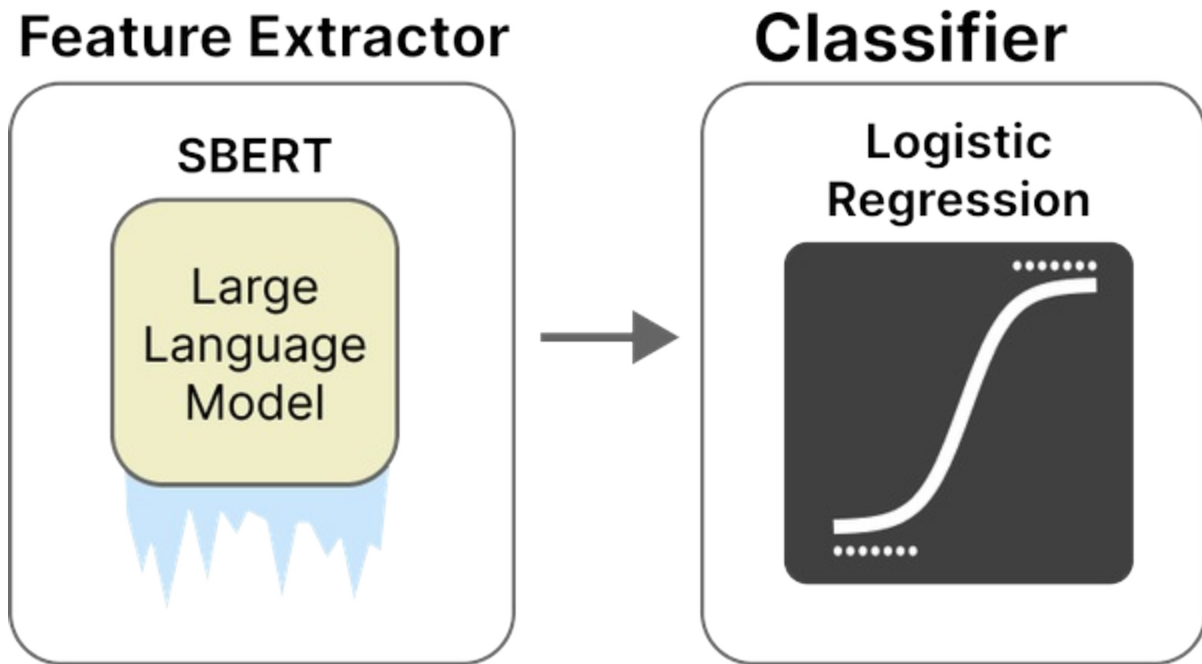 Feature Extractor
SBERT
Large
Language
Model
Classifier
Logistic
Regression